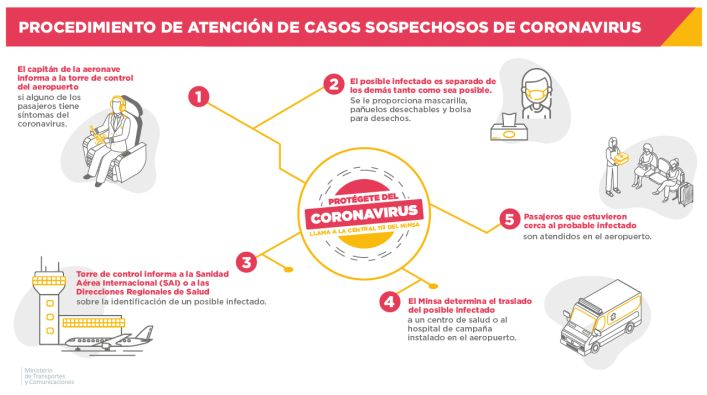 PROCEDIMIENTO DE ATENCIÓN DE CASOS SOSPECHOSOS DE CORONAVIRUS
El capitán de la aeronave
informa a la torre de control
del aeropuerto
si alguno de los
pasajeros tiene
síntomas del
coronavirus.
1
2
El posible infectado es separado de
los demás tanto como sea posible.
Se le proporciona mascarilla,
pañuelos desechables y bolsa
para desechos.
PROTÉGETE DEL
CORONAVIRUS
LLAMA A LA CENTRAL 113 DEL MINSA
5
Pasajeros que estuvieron
cerca al probable infectado
son atendidos en el aeropuerto.
3
Torre de control informa a la Sanidad
Aérea Internacional (SAI) o a las
Direcciones Regionales de Salud
sobre la identificación de un posible infectado.
4
El Minsa determina el traslado
del posible infectado
a un centro de salud o al
hospital de campaña
instalado en el aeropuerto.
Ministerio
de Transportes
y Comunicaciones